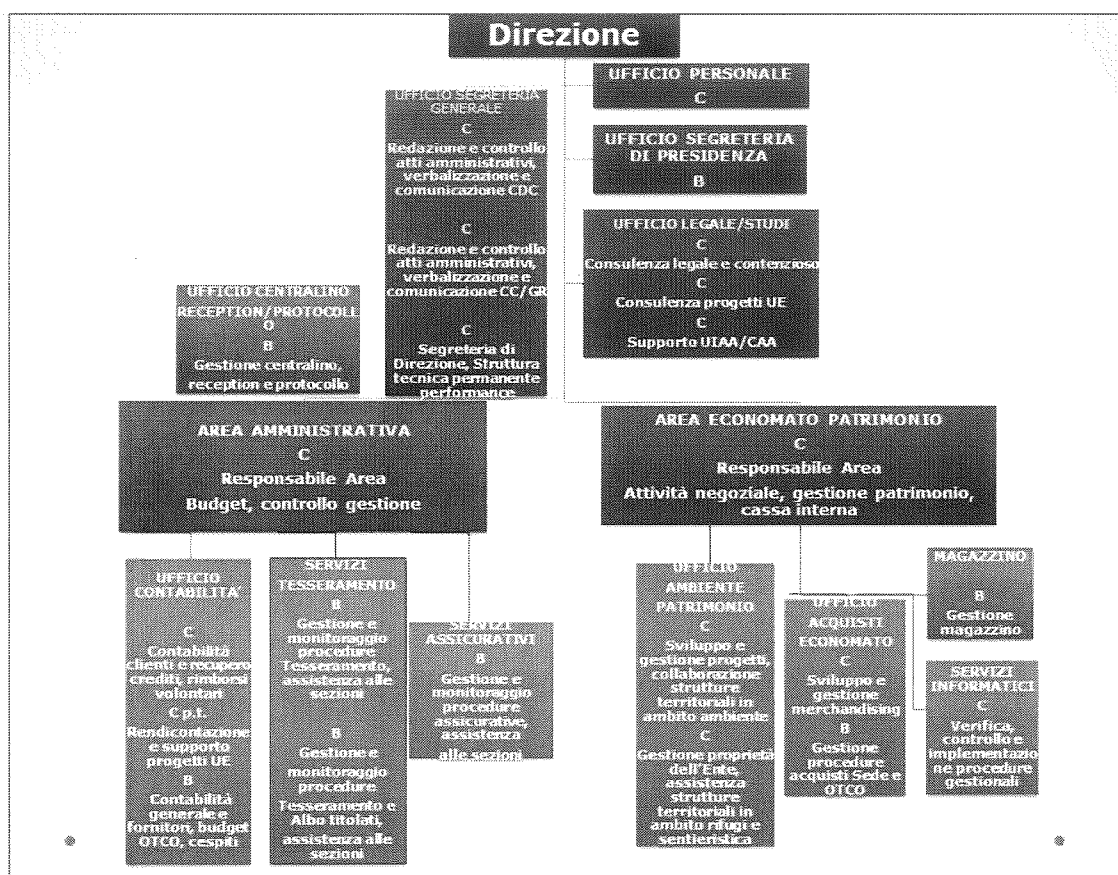 Direzione
UFFICIO PERSONALE
C
UFFICIO SEGRETERIA
GENERALE
C
Redazione e controllo
atti amministrativi,
verbalizzazione e
comunicazione CDC
C
Redazione e controllo
atti amministrativi,
verbalizzazione e
comunicazione CC/GR
C
Segreteria di
Direzione, Struttura
tecnica permanente
performance
UFFICIO SEGRETERIA
DI PRESIDENZA
B
UFFICIO LEGALE/STUDI
C
Consulenza legale e contenzioso
C
Consulenza progetti UE
C
Supporto UIAA/CAA
UFFICIO CENTRALINO
RECEPTION/PROTOCOLL
O
B
Gestione centralino,
reception e protocollo
AREA AMMINISTRATIVA
C
Responsabile Area
Budget, controllo gestione
AREA ECONOMATO PATRIMONIO
C
Responsabile Area
Attività negoziale, gestione patrimonio,
cassa interna
UFFICIO
CONTABILITA'
C
Contabilità
clienti e recupero
crediti, rimborsi
volontari
C p.t.
Rendicontazione
e supporto
progetti UE
B
Contabilità
generale e
fornitori, budget
OTCO, cespiti
SERVIZI
TESSERAMENTO
B
Gestione e
monitoraggio
procedure
Tesseramento,
assistenza alle
sezioni
B
Gestione e
monitoraggio
procedure
Tesseramento e
Albo titolati,
assistenza alle
sezioni
SERVIZI
ASSICURATIVI
B
Gestione e
monitoraggio
procedure
assicurative,
assistenza
alle sezioni
UFFICIO
AMBIENTE
PATRIMONIO
C
Sviluppo e
gestione progetti,
collaborazione
strutture
territoriali in
ambito ambiente
C
Gestione proprietà
dell'Ente,
assistenza
strutture
territoriali in
ambito rifugi e
sentieristica
UFFICIO
ACQUISTI
ECONOMATO
C
Sviluppo e
gestione
merchandising
B
Gestione
procedure
acquisti Sede e
OTCO
MAGAZZINO
B
Gestione
magazzino
SERVIZI
INFORMATICI
C
Verifica,
controllo e
implementazio
ne procedure
gestionali